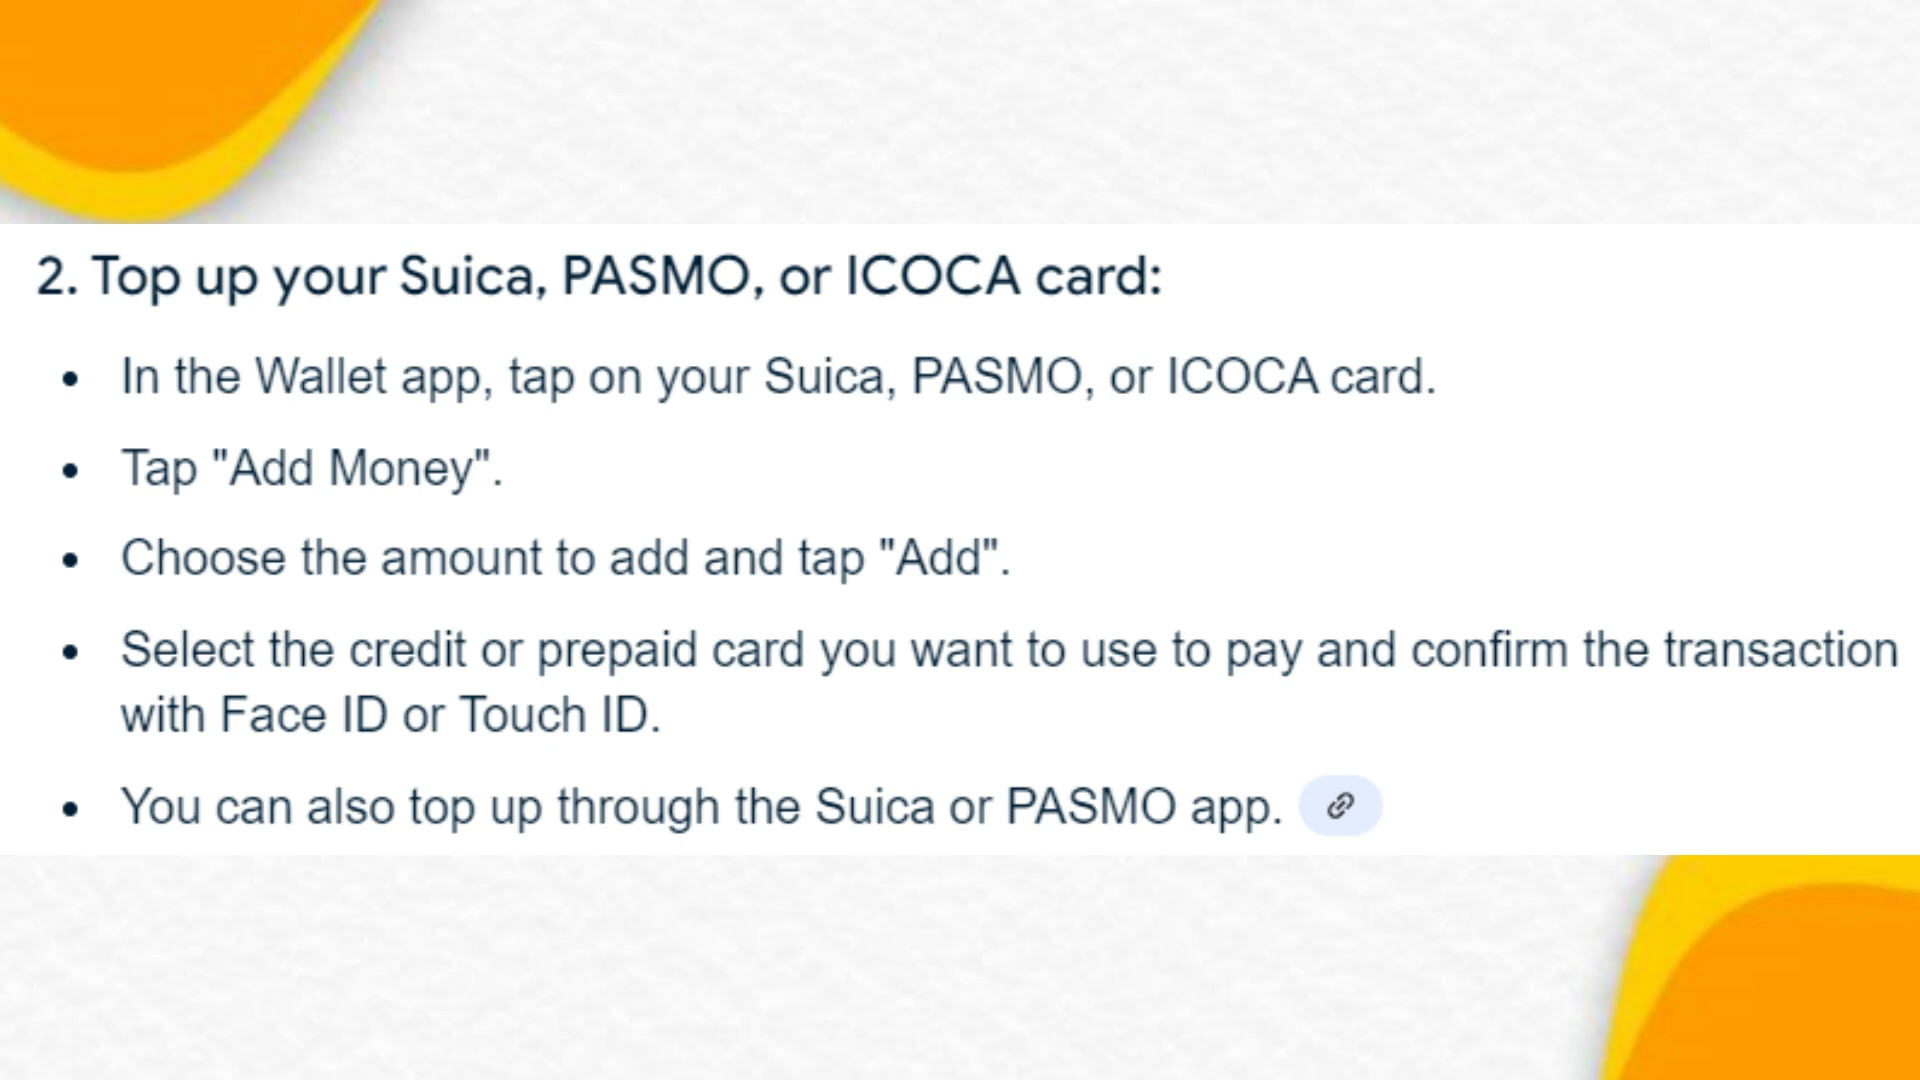 2. Top up your Suica, PASMO, or ICOCA card:
• In the Wallet app, tap on your Suica, PASMO, or ICOCA card.
• Tap "Add Money".
• Choose the amount to add and tap "Add".
• Select the credit or prepaid card you want to use to pay and confirm the transaction
with Face ID or Touch ID.
• You can also top up through the Suica or PASMO app.